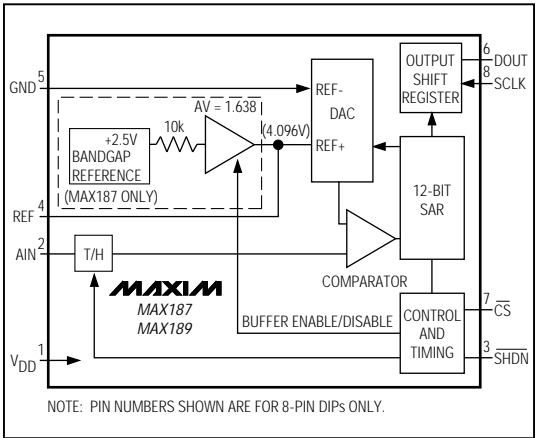 GND 5
REF 4
AIN 2
VDD 1
+2.5V
BANDGAP
REFERENCE
(MAX187 ONLY)
10k
AV = 1.638
(4.096V)
REF-
DAC
REF+
OUTPUT
SHIFT
REGISTER
6 DOUT
8 SCLK
12-BIT
SAR
T/H
COMPARATOR
MAXIM
MAX187
MAX189
BUFFER ENABLE/DISABLE
CONTROL
AND
TIMING
7 C̅S̅
3 S̅H̅D̅N̅
NOTE: PIN NUMBERS SHOWN ARE FOR 8-PIN DIPs ONLY.